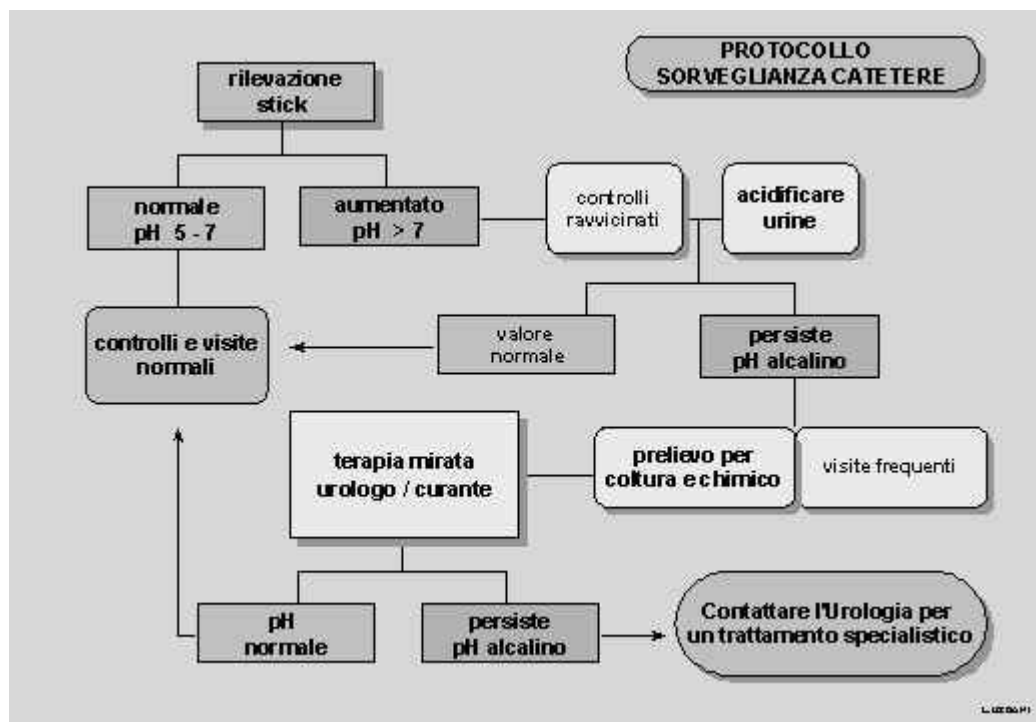 PROTOCOLLO
SORVEGLIANZA CATETERE
rilevazione
stick
normale
pH 5 - 7
aumentato
pH > 7
controlli
ravvicinati
acidificare
urine
controlli e visite
normali
valore
normale
persiste
pH alcalino
terapia mirata
urologo / curante
prelievo per
coltura e chimico
visite frequenti
pH
normale
persiste
pH alcalino
Contattare l'Urologia per
un trattamento specialistico